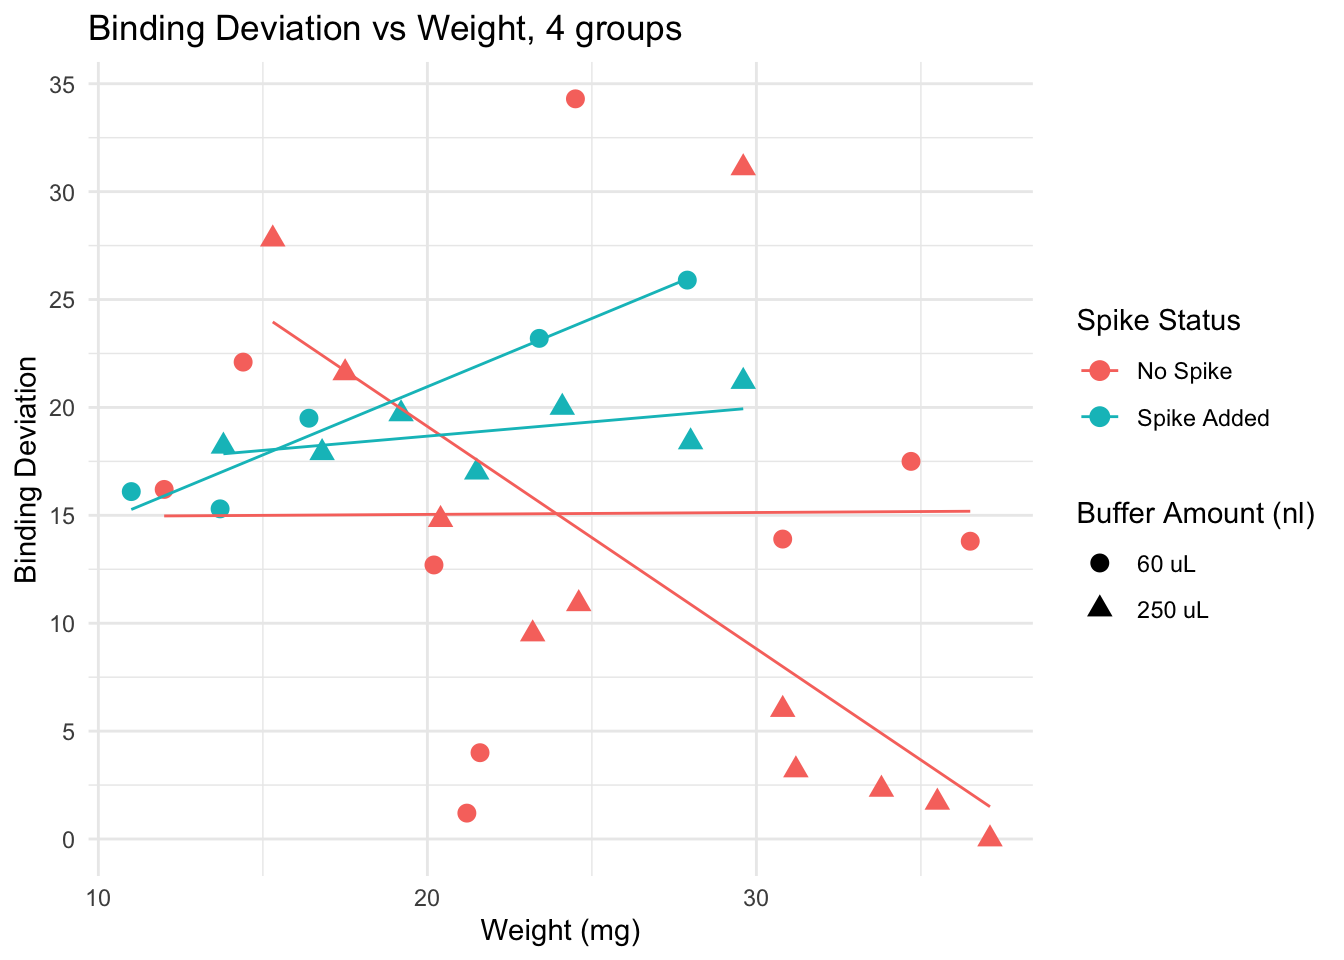 Binding Deviation vs Weight, 4 groups
35
30
25
20
15
10
5
0
Binding Deviation
10
20
30
Weight (mg)
Spike Status
No Spike
Spike Added
Buffer Amount (nl)
60 uL
250 uL